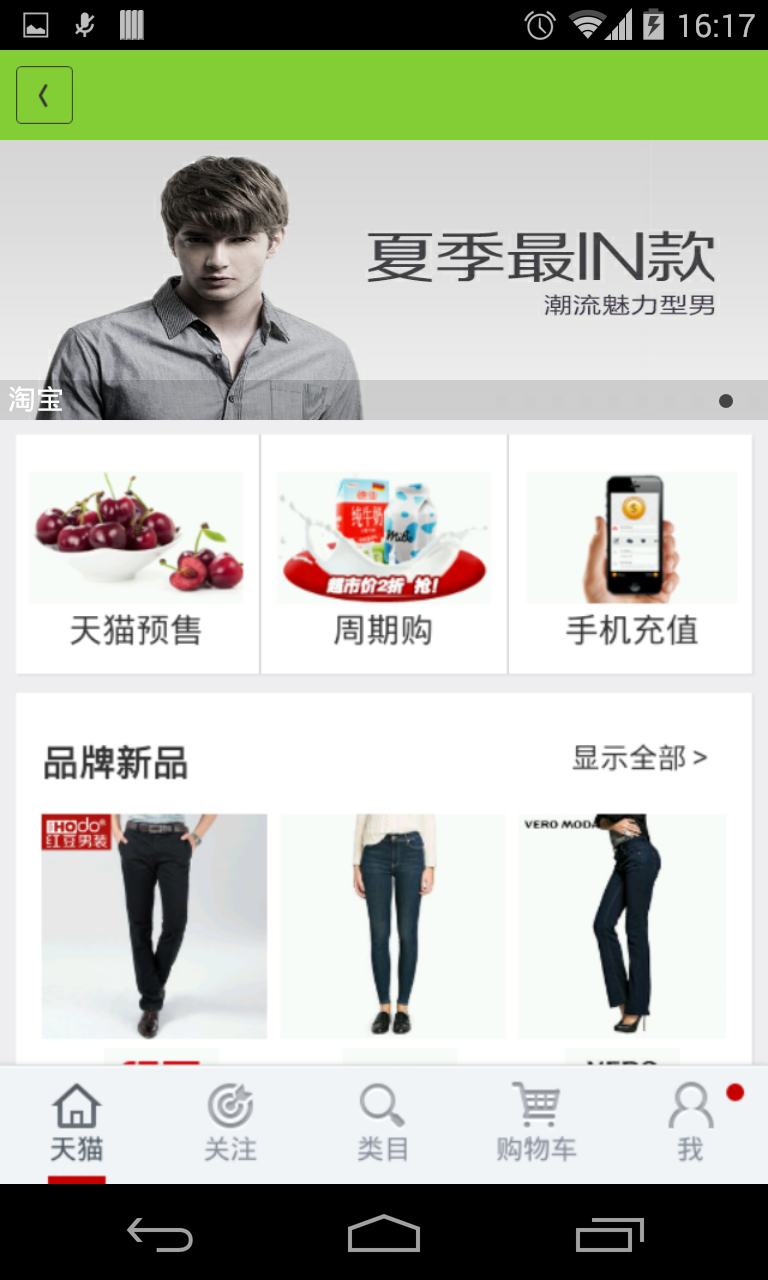 16:17
夏季最IN款
潮流魅力型男
淘宝
纯牛奶
Milk
超市价2折 抢!
天猫预售
周期购
手机充值
品牌新品
显示全部 >
Hodo
红豆男装
VERO MODA
天猫
关注
类目
购物车
我